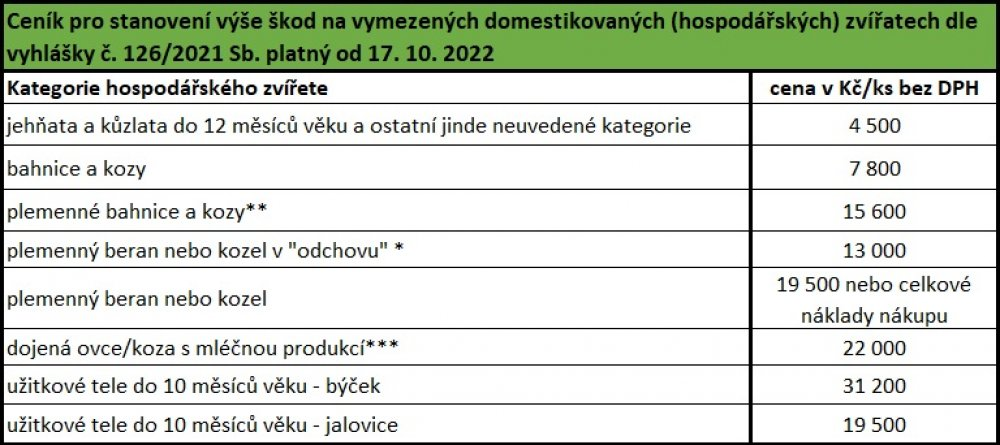 Ceník pro stanovení výše škod na vymezených domestikovaných (hospodářských) zvířatech dle
vyhlášky č. 126/2021 Sb. platný od 17. 10. 2022
Kategorie hospodářského zvířete cena v Kč/ks bez DPH
jehňata a kůzlata do 12 měsíců věku a ostatní jinde neuvedené kategorie 4 500
bahnice a kozy 7 800
plemenné bahnice a kozy** 15 600
plemenný beran nebo kozel v "odchovu" * 13 000
plemenný beran nebo kozel 19 500 nebo celkové
náklady nákupu
dojená ovce/koza s mléčnou produkcí*** 22 000
užitkové tele do 10 měsíců věku - býček 31 200
užitkové tele do 10 měsíců věku - jalovice 19 500